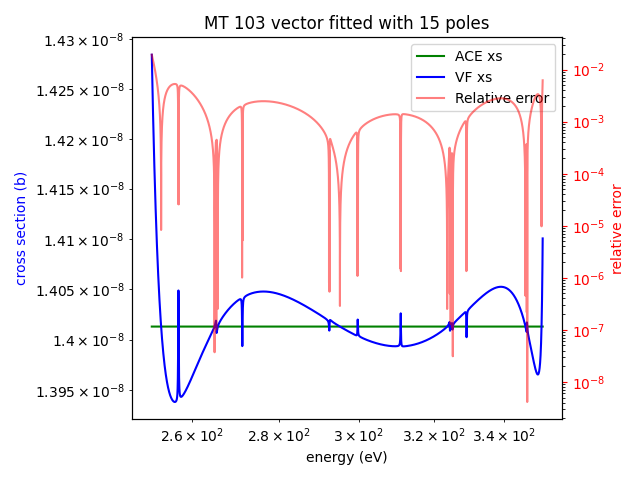 MT 103 vector fitted with 15 poles
1.43 × 10⁻⁸
1.425 × 10⁻⁸
1.42 × 10⁻⁸
1.415 × 10⁻⁸
1.41 × 10⁻⁸
1.405 × 10⁻⁸
1.4 × 10⁻⁸
1.395 × 10⁻⁸
cross section (b)
ACE xs
VF xs
Relative error
10⁻²
10⁻³
10⁻⁴
10⁻⁵
10⁻⁶
10⁻⁷
10⁻⁸
relative error
2.6 × 10² 2.8 × 10² 3 × 10² 3.2 × 10² 3.4 × 10²
energy (eV)